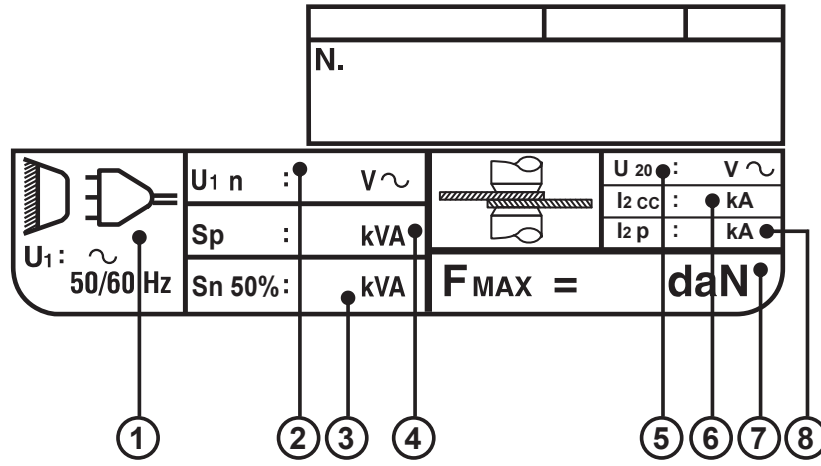 N.
U1 : ~
50/60 Hz
U1 n : V~
Sp : kVA
Sn 50% : kVA
U 20 : V~
I2 CC : kA
I2 p : kA
FMAX = daN
1 2 3 4 5 6 7 8